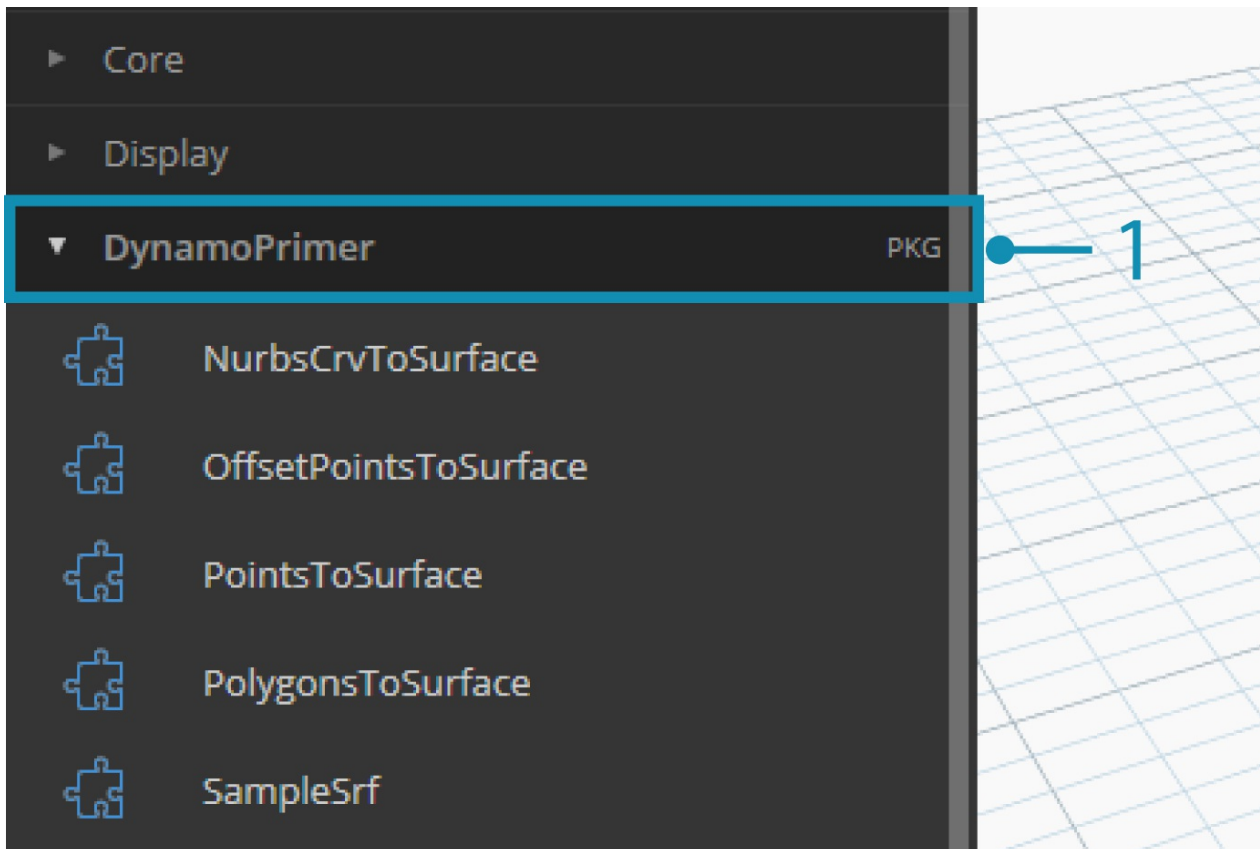 Core
Display
DynamoPrimer PKG
1
NurbsCrvToSurface
OffsetPointsToSurface
PointsToSurface
PolygonsToSurface
SampleSrf